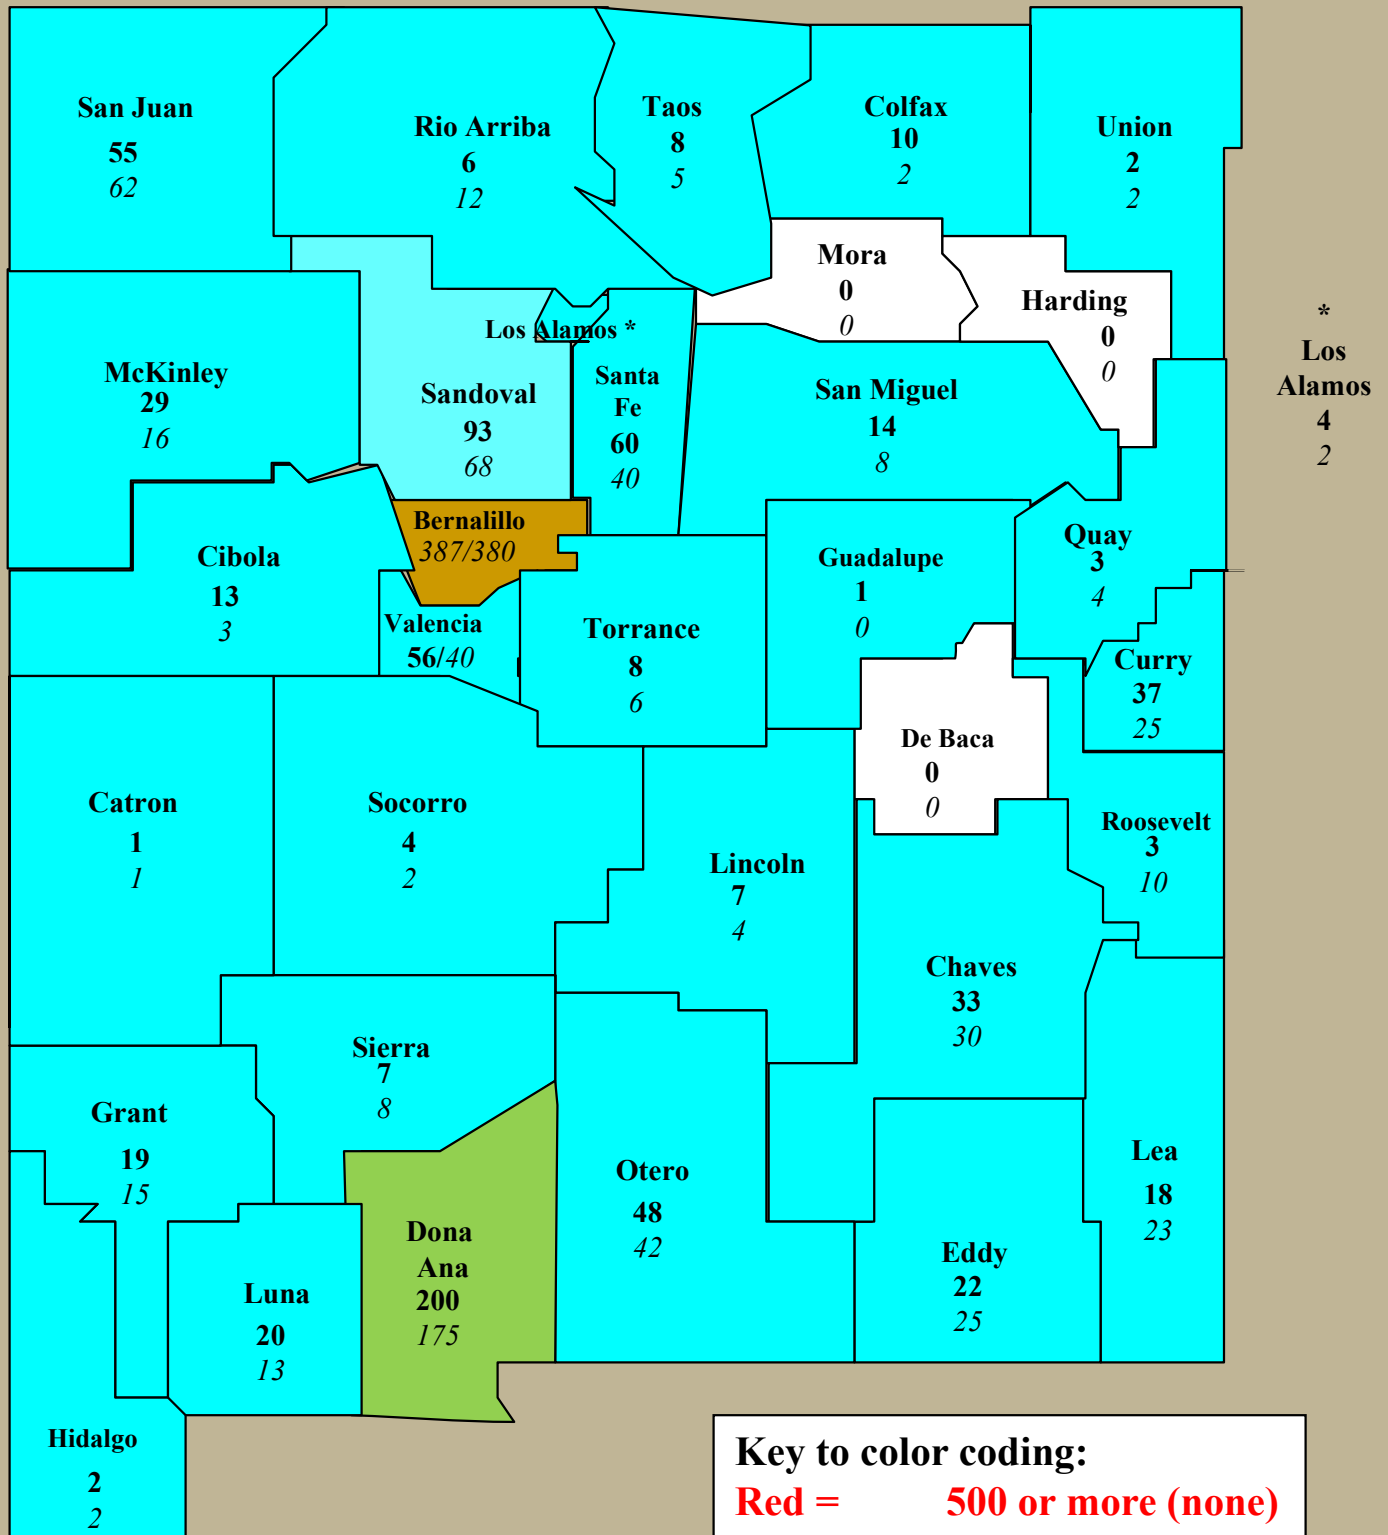 San Juan
55
62
Rio Arriba
6
12
Taos
8
5
Colfax
10
2
Union
2
2
Mora
0
0
Harding
0
0
*
Los
Alamos
4
2
Los Alamos *
McKinley
29
16
Sandoval
93
68
Santa
Fe
60
40
San Miguel
14
8
Bernalillo
387/380
Cibola
13
3
Guadalupe
1
0
Quay
3
4
Valencia
56/40
Torrance
8
6
Curry
37
25
De Baca
0
0
Catron
1
1
Socorro
4
2
Lincoln
7
4
Roosevelt
3
10
Chaves
33
30
Sierra
7
8
Grant
19
15
Otero
48
42
Lea
18
23
Dona
Ana
200
175
Eddy
22
25
Luna
20
13
Hidalgo
2
2
Key to color coding:
Red = 500 or more (none)